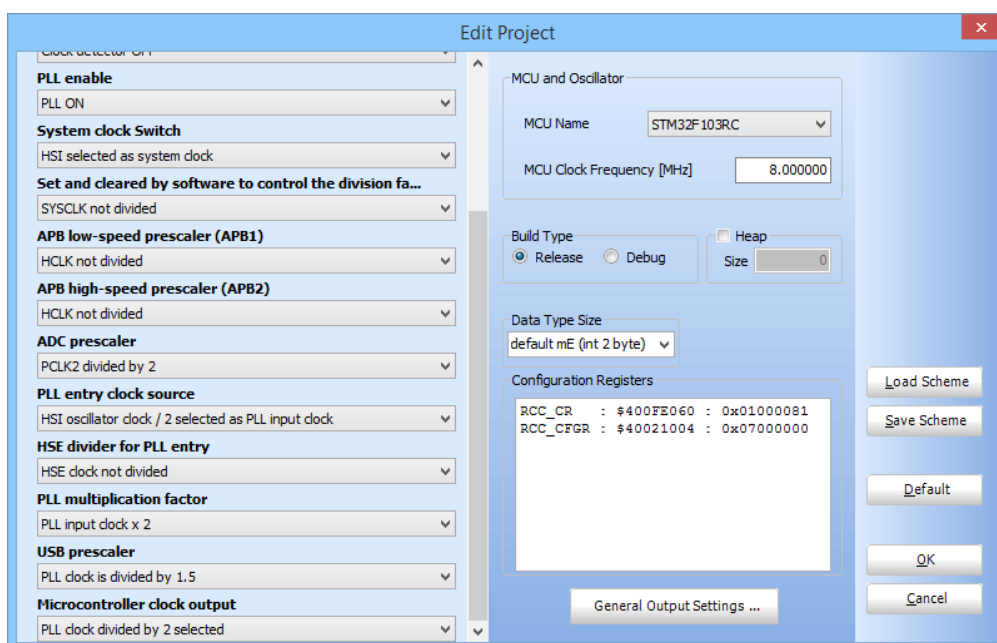 Edit Project
Clock detector OFF
PLL enable
PLL ON
System clock Switch
HSI selected as system clock
Set and cleared by software to control the division fa...
SYSCLK not divided
APB low-speed prescaler (APB1)
HCLK not divided
APB high-speed prescaler (APB2)
HCLK not divided
ADC prescaler
PCLK2 divided by 2
PLL entry clock source
HSI oscillator clock / 2 selected as PLL input clock
HSE divider for PLL entry
HSE clock not divided
PLL multiplication factor
PLL input clock x 2
USB prescaler
PLL clock is divided by 1.5
Microcontroller clock output
PLL clock divided by 2 selected
MCU and Oscillator
MCU Name
STM32F103RC
MCU Clock Frequency [MHz]
8.000000
Build Type
Release
Debug
Heap
Size
0
Data Type Size
default mE (int 2 byte)
Configuration Registers
RCC_CR : $400FE060 : 0x01000081
RCC_CFGR : $40021004 : 0x07000000
General Output Settings ...
Load Scheme
Save Scheme
Default
OK
Cancel